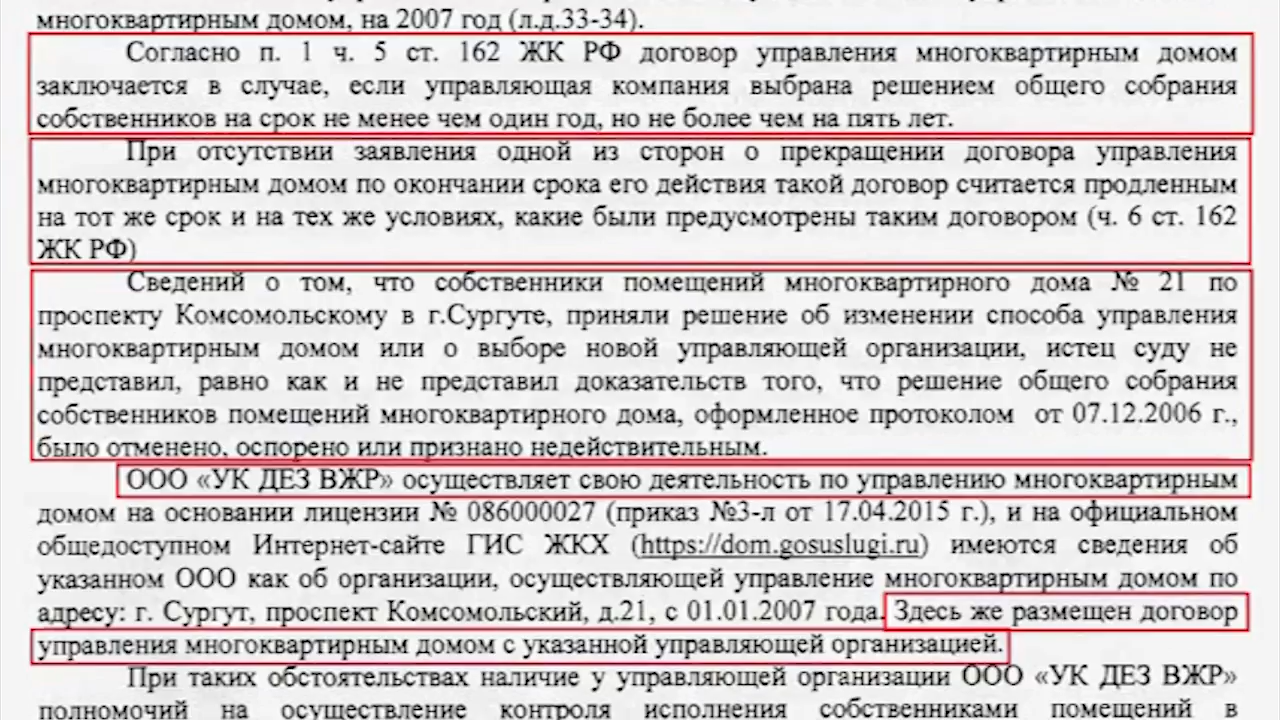 многоквартирным домом, на 2007 год (л.д.33-34).
Согласно п. 1 ч. 5 ст. 162 ЖК РФ договор управления многоквартирным домом
заключается в случае, если управляющая компания выбрана решением общего собрания
собственников на срок не менее чем один год, но не более чем на пять лет.
При отсутствии заявления одной из сторон о прекращении договора управления
многоквартирным домом по окончании срока его действия такой договор считается продленным
на тот же срок и на тех же условиях, какие были предусмотрены таким договором (ч. 6 ст. 162
ЖК РФ)
Сведений о том, что собственники помещений многоквартирного дома № 21 по
проспекту Комсомольскому в г.Сургуте, приняли решение об изменении способа управления
многоквартирным домом или о выборе новой управляющей организации, истец суду не
представил, равно как и не представил доказательств того, что решение общего собрания
собственников помещений многоквартирного дома, оформленное протоколом от 07.12.2006 г.,
было отменено, оспорено или признано недействительным.
ООО «УК ДЕЗ ВЖР» осуществляет свою деятельность по управлению многоквартирным
домом на основании лицензии № 086000027 (приказ №3-л от 17.04.2015 г.), и на официальном
общедоступном Интернет-сайте ГИС ЖКХ (https://dom.gosuslugi.ru) имеются сведения об
указанном ООО как об организации, осуществляющей управление многоквартирным домом по
адресу: г. Сургут, проспект Комсомольский, д.21, с 01.01.2007 года. Здесь же размещен договор
управления многоквартирным домом с указанной управляющей организацией.
При таких обстоятельствах наличие у управляющей организации ООО «УК ДЕЗ ВЖР»
полномочий на осуществление контроля исполнения собственниками помещений в